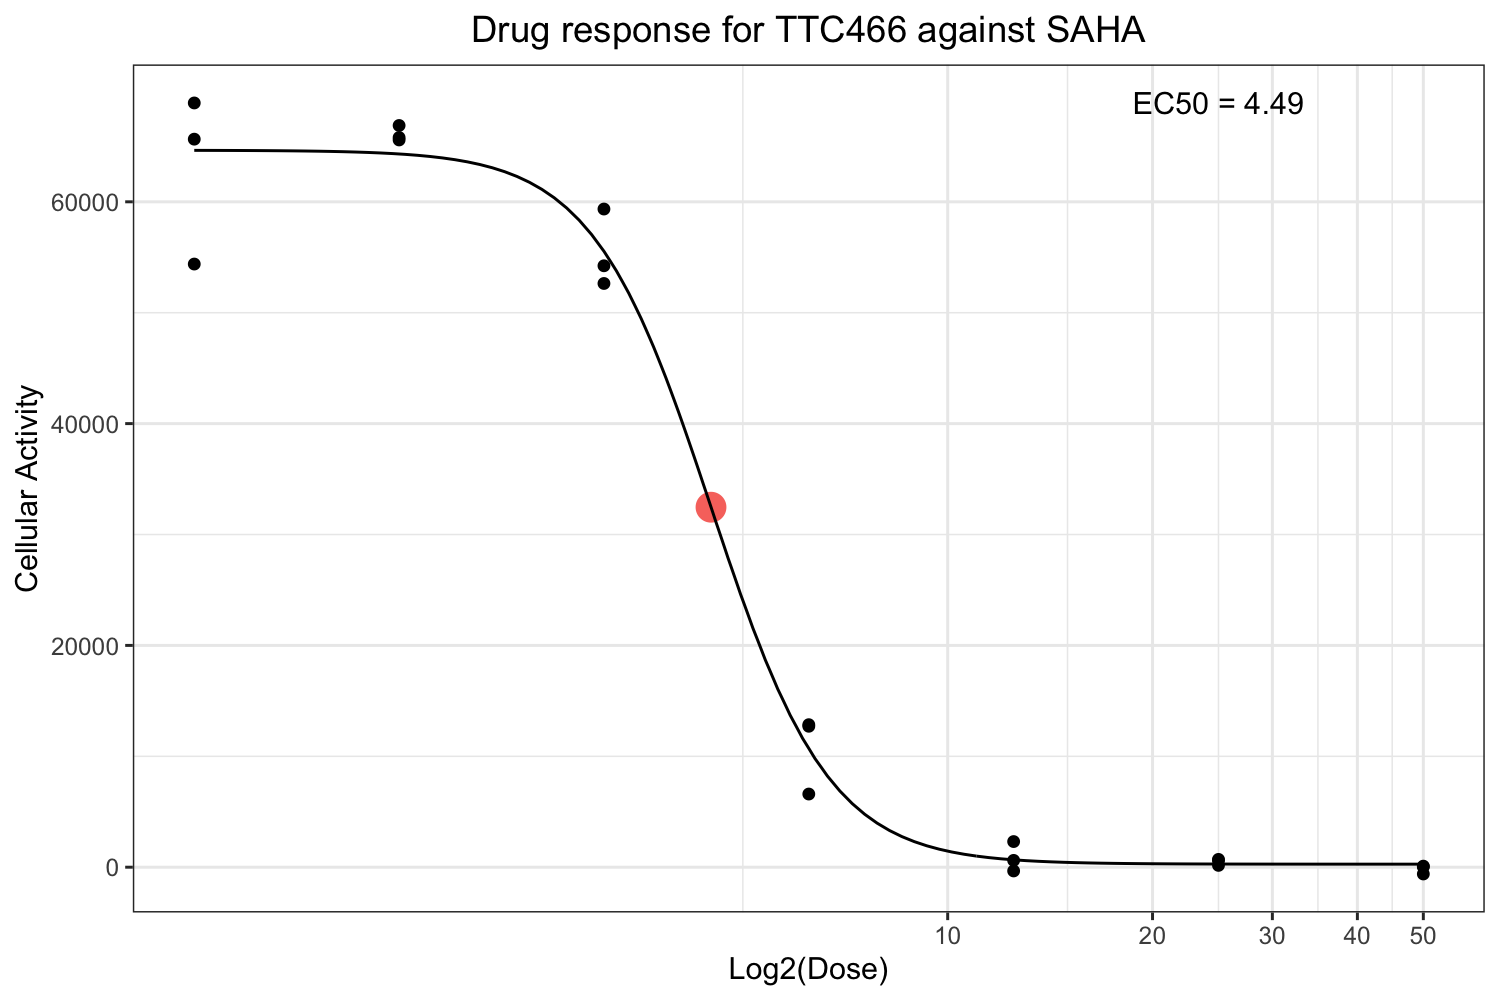 Drug response for TTC466 against SAHA
EC50 = 4.49
Cellular Activity
60000
40000
20000
0
10 20 30 40 50
Log2(Dose)